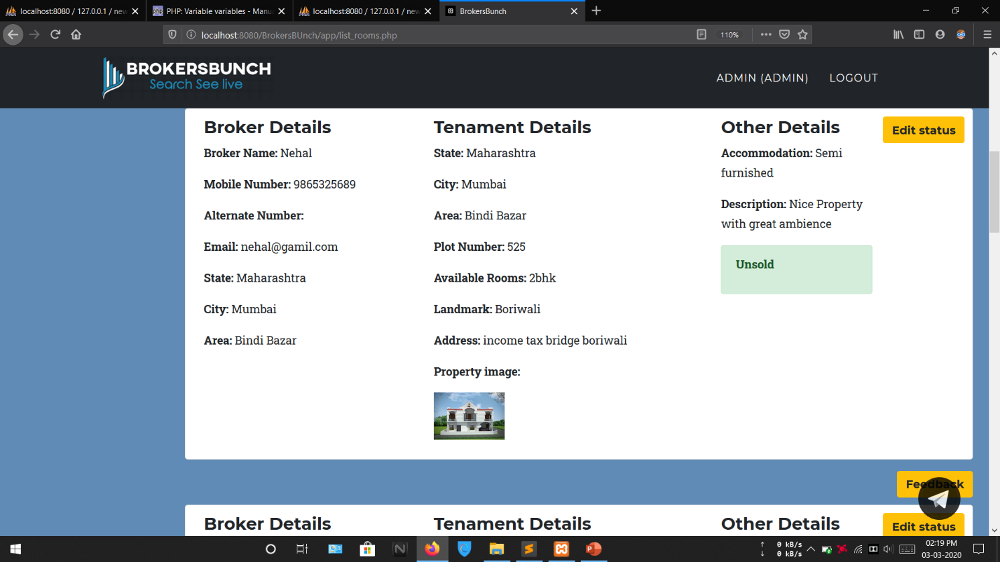 localhost:8080 / 127.0.0.1 / new
PHP: Variable variables - Manu
localhost:8080 / 127.0.0.1 / new
BrokersBunch
localhost:8080/BrokersBUnch/app/list_rooms.php
110%
BROKERSBUNCH
Search See live
ADMIN (ADMIN)
LOGOUT
Broker Details
Broker Name: Nehal
Mobile Number: 9865325689
Alternate Number:
Email: nehal@gamil.com
State: Maharashtra
City: Mumbai
Area: Bindi Bazar
Tenament Details
State: Maharashtra
City: Mumbai
Area: Bindi Bazar
Plot Number: 525
Available Rooms: 2bhk
Landmark: Boriwali
Address: income tax bridge boriwali
Property image:
Other Details
Accommodation: Semi
furnished
Description: Nice Property
with great ambience
Unsold
Edit status
Feedback
Broker Details
Tenament Details
Other Details
Edit status
0 kB/s
0 kB/s
02:19 PM
03-03-2020